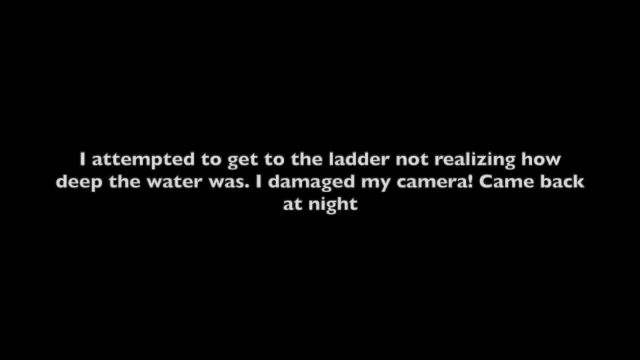 I attempted to get to the ladder not realizing how
deep the water was. I damaged my camera! Came back
at night